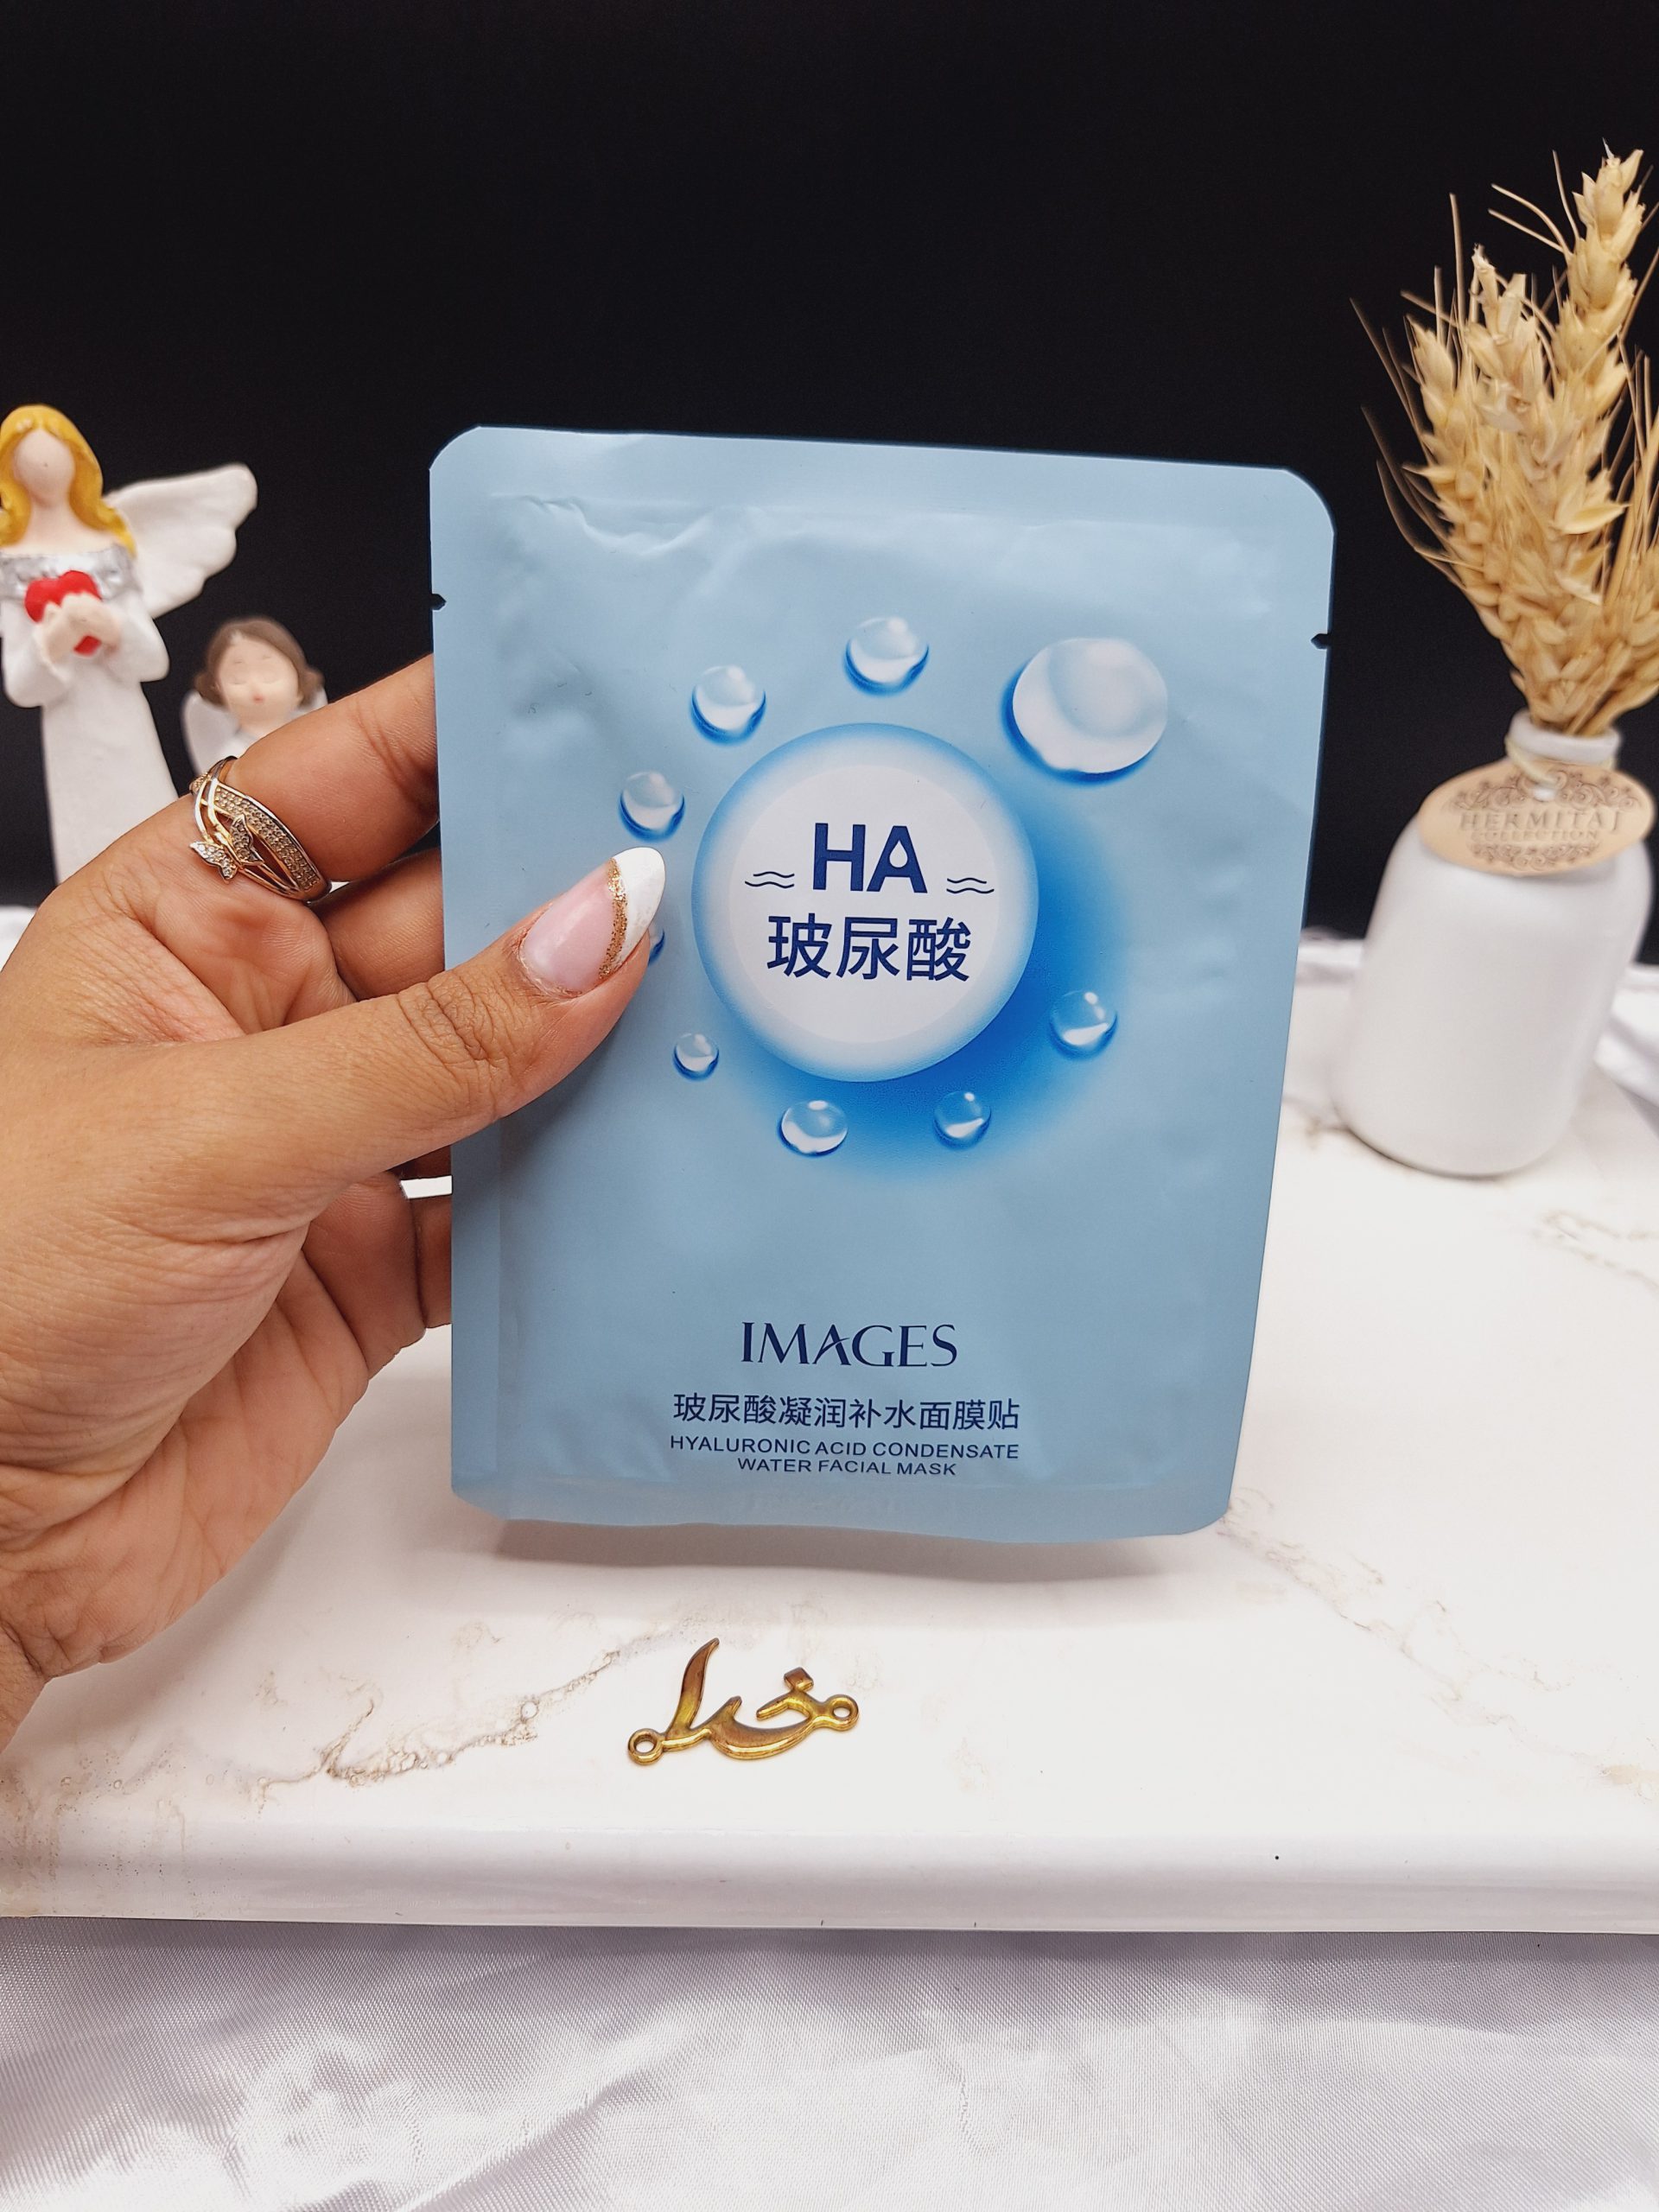 HA
玻尿酸
IMAGES
玻尿酸凝润补水面膜贴
HYALURONIC ACID CONDENSATE
WATER FACIAL MASK
HERMITAJ
COLLECTION
خدا